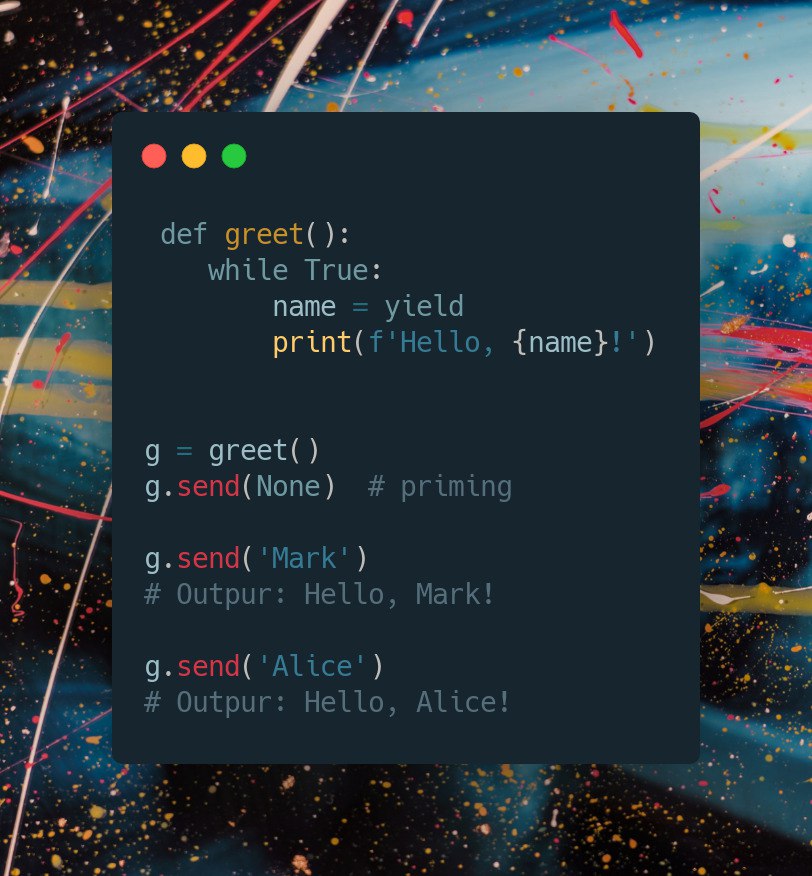 def greet():
while True:
name = yield
print(f'Hello, {name}!')
g = greet()
g.send(None)  # priming
g.send('Mark')
# Outpur: Hello, Mark!
g.send('Alice')
# Outpur: Hello, Alice!